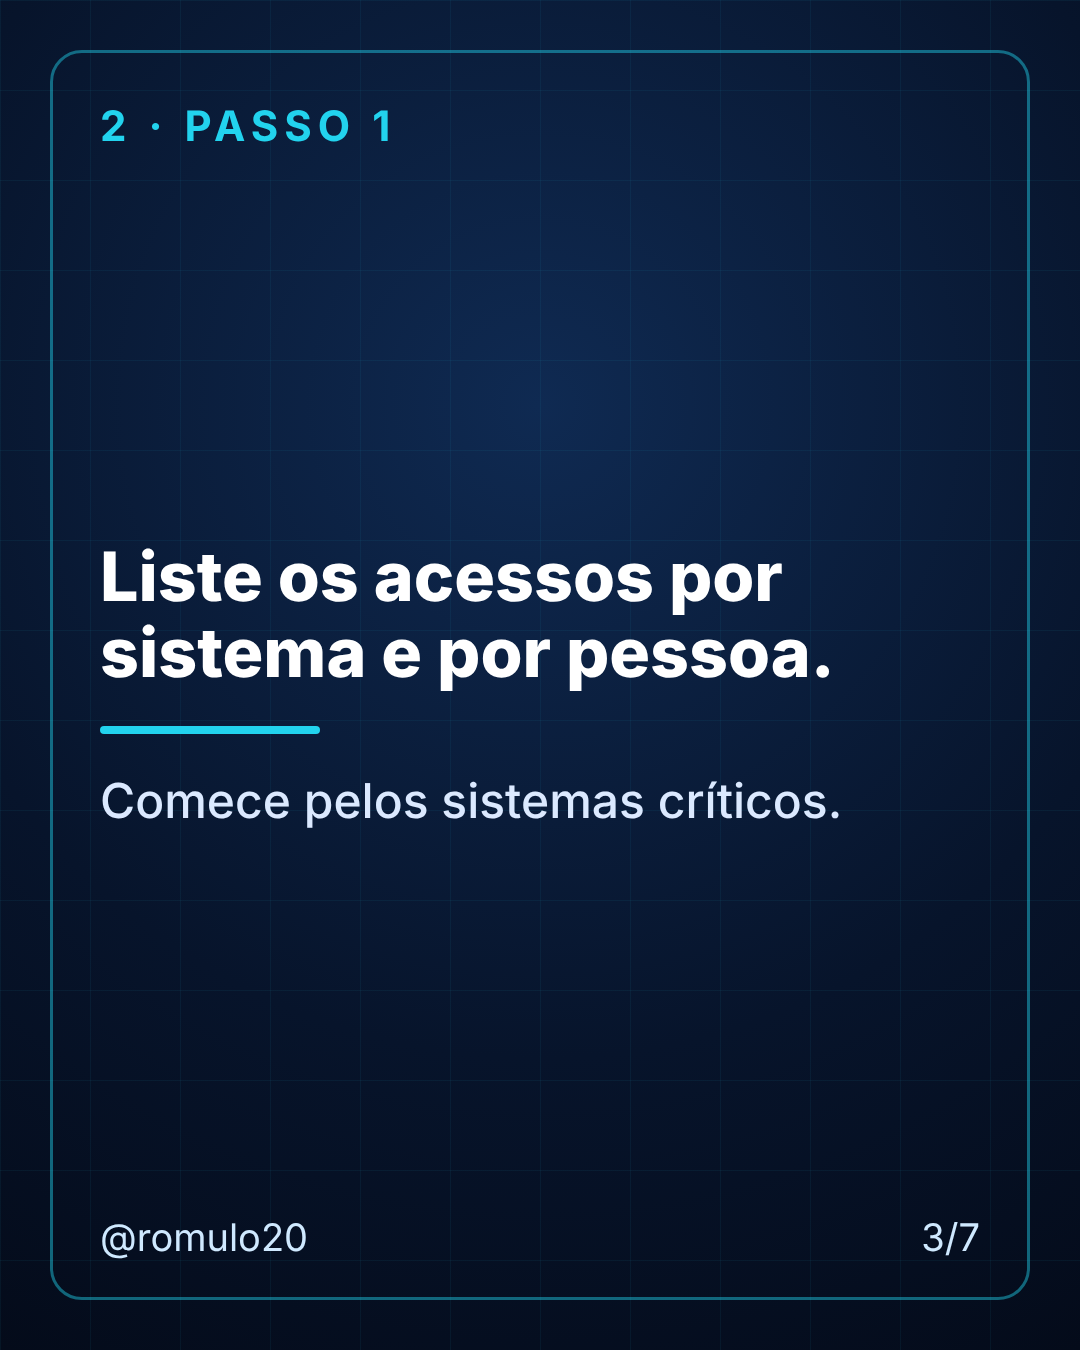 2 · PASSO 1
Liste os acessos por
sistema e por pessoa.
Comece pelos sistemas críticos.
@romulo20
3/7